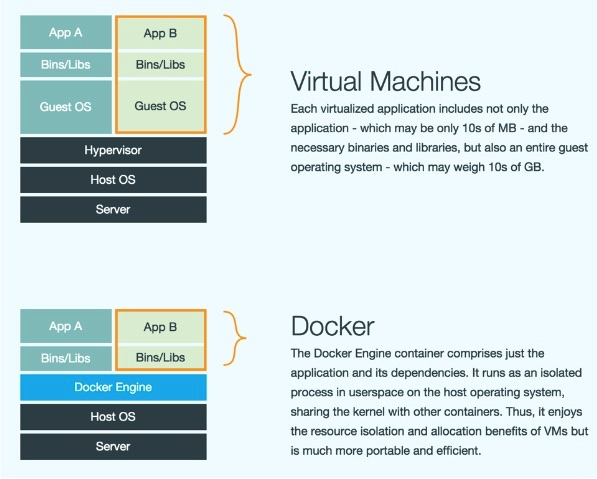 App A
App B
Bins/Libs
Bins/Libs
Guest OS
Guest OS
Hypervisor
Host OS
Server
Virtual Machines
Each virtualized application includes not only the
application - which may be only 10s of MB - and the
necessary binaries and libraries, but also an entire guest
operating system - which may weigh 10s of GB.
App A
App B
Bins/Libs
Bins/Libs
Docker Engine
Host OS
Server
Docker
The Docker Engine container comprises just the
application and its dependencies. It runs as an isolated
process in userspace on the host operating system,
sharing the kernel with other containers. Thus, it enjoys
the resource isolation and allocation benefits of VMs but
is much more portable and efficient.